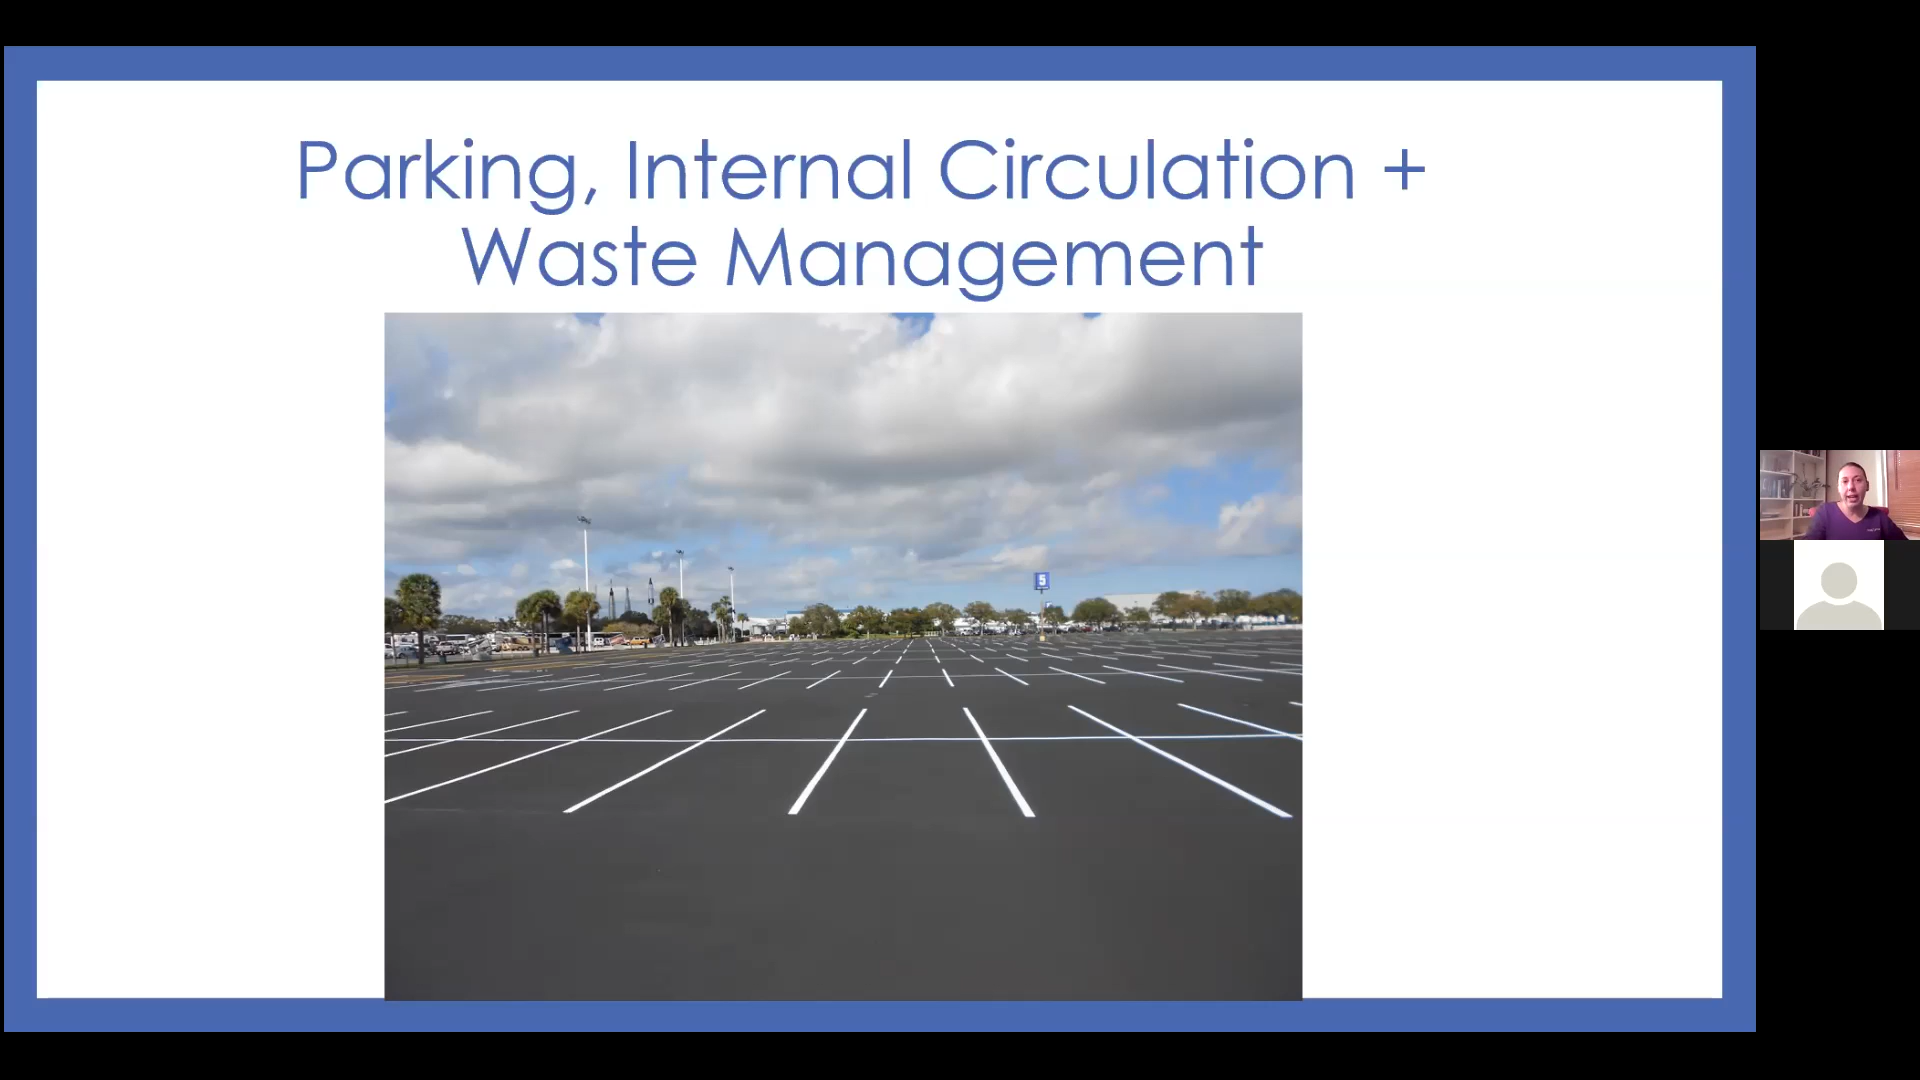 Parking, Internal Circulation +
Waste Management
5